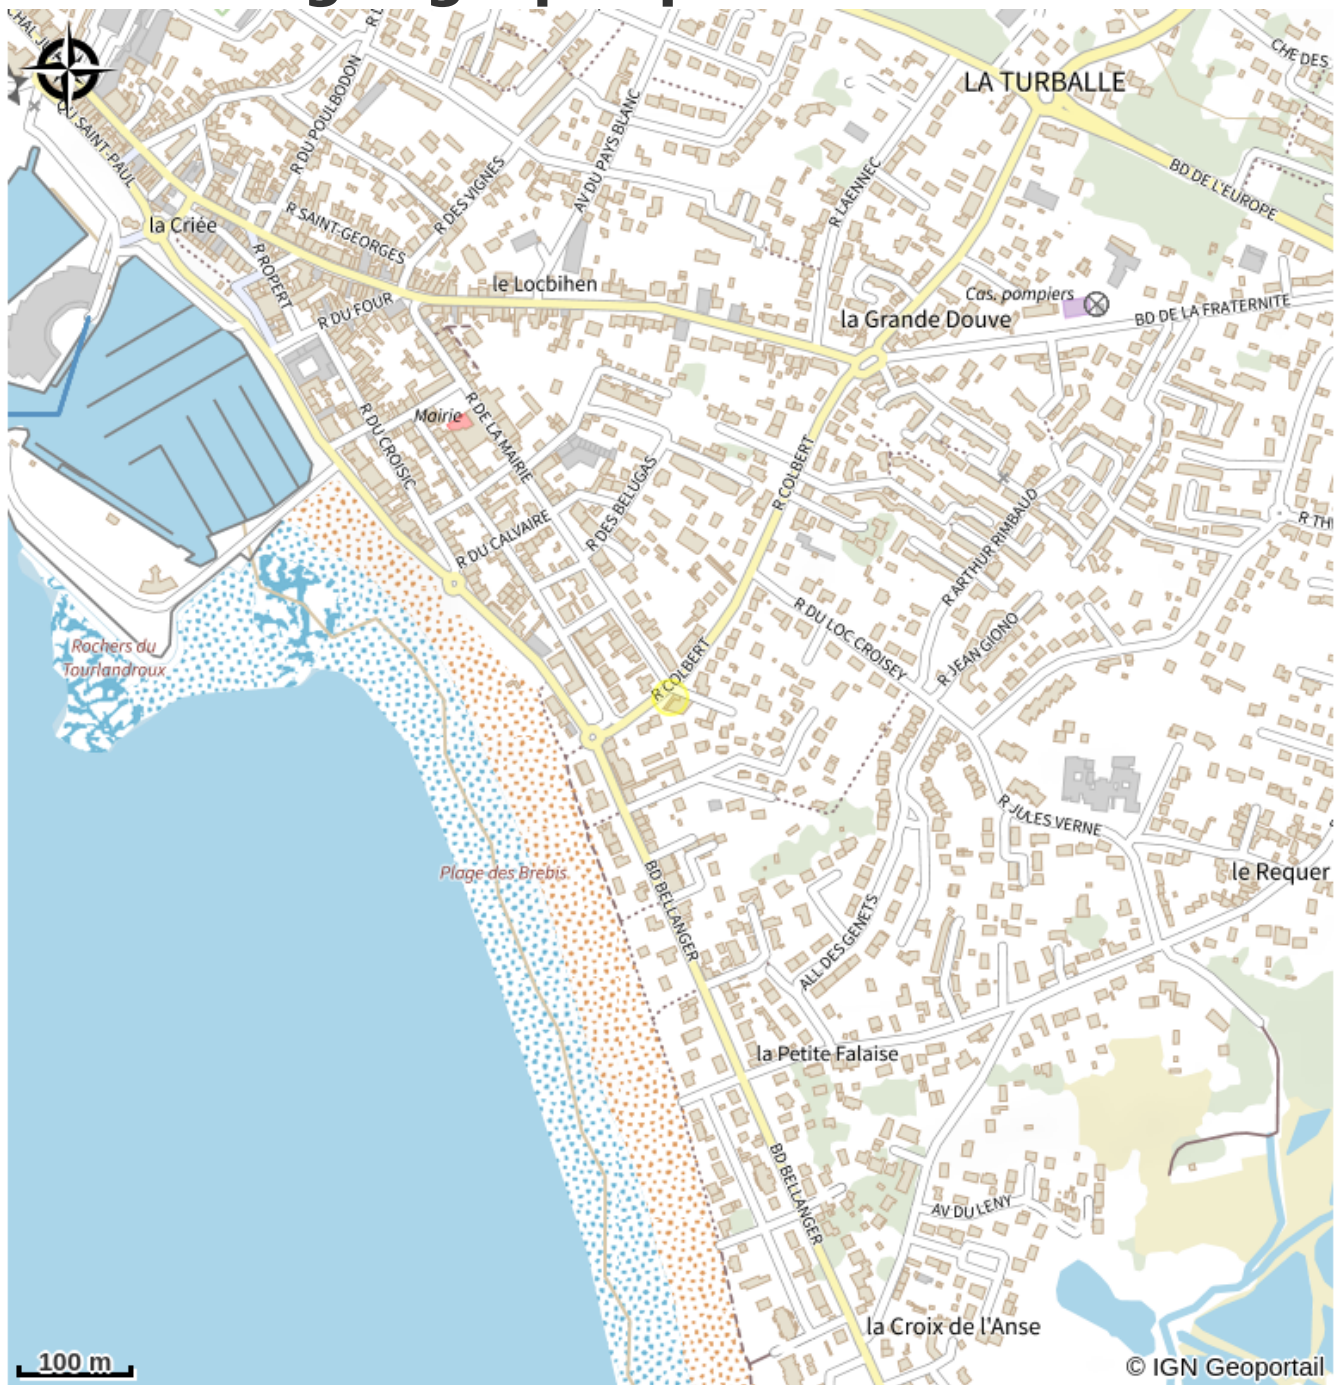 R DU POULBODON
AV DU PAYS BLANC
LA TURBALLE
CHE DES
QU SAINT-PAUL
R DES VIGNES
R LAENNEC
BD DE L'EUROPE
la Criée
R SAINT-GEORGES
R ROPERT
le Locbihen
Cas. pompiers
R DU FOUR
la Grande Douve
BD DE LA FRATERNITE
Mairie
R DE LA MAIRIE
R DU CROISIC
R COLBERT
R DES BELUGAS
R DU CALVAIRE
R ARTHUR RIMBAUD
R DU LOC CROISEY
R JEAN GIONO
Rochers du
Tourlandroux
R COLBERT
R JULES VERNE
Plage des Brebis
BD BELLANGER
le Requer
ALL DES GENETS
la Petite Falaise
BD BELLANGER
AV DU LENY
la Croix de l'Anse
100 m
© IGN Geoportail